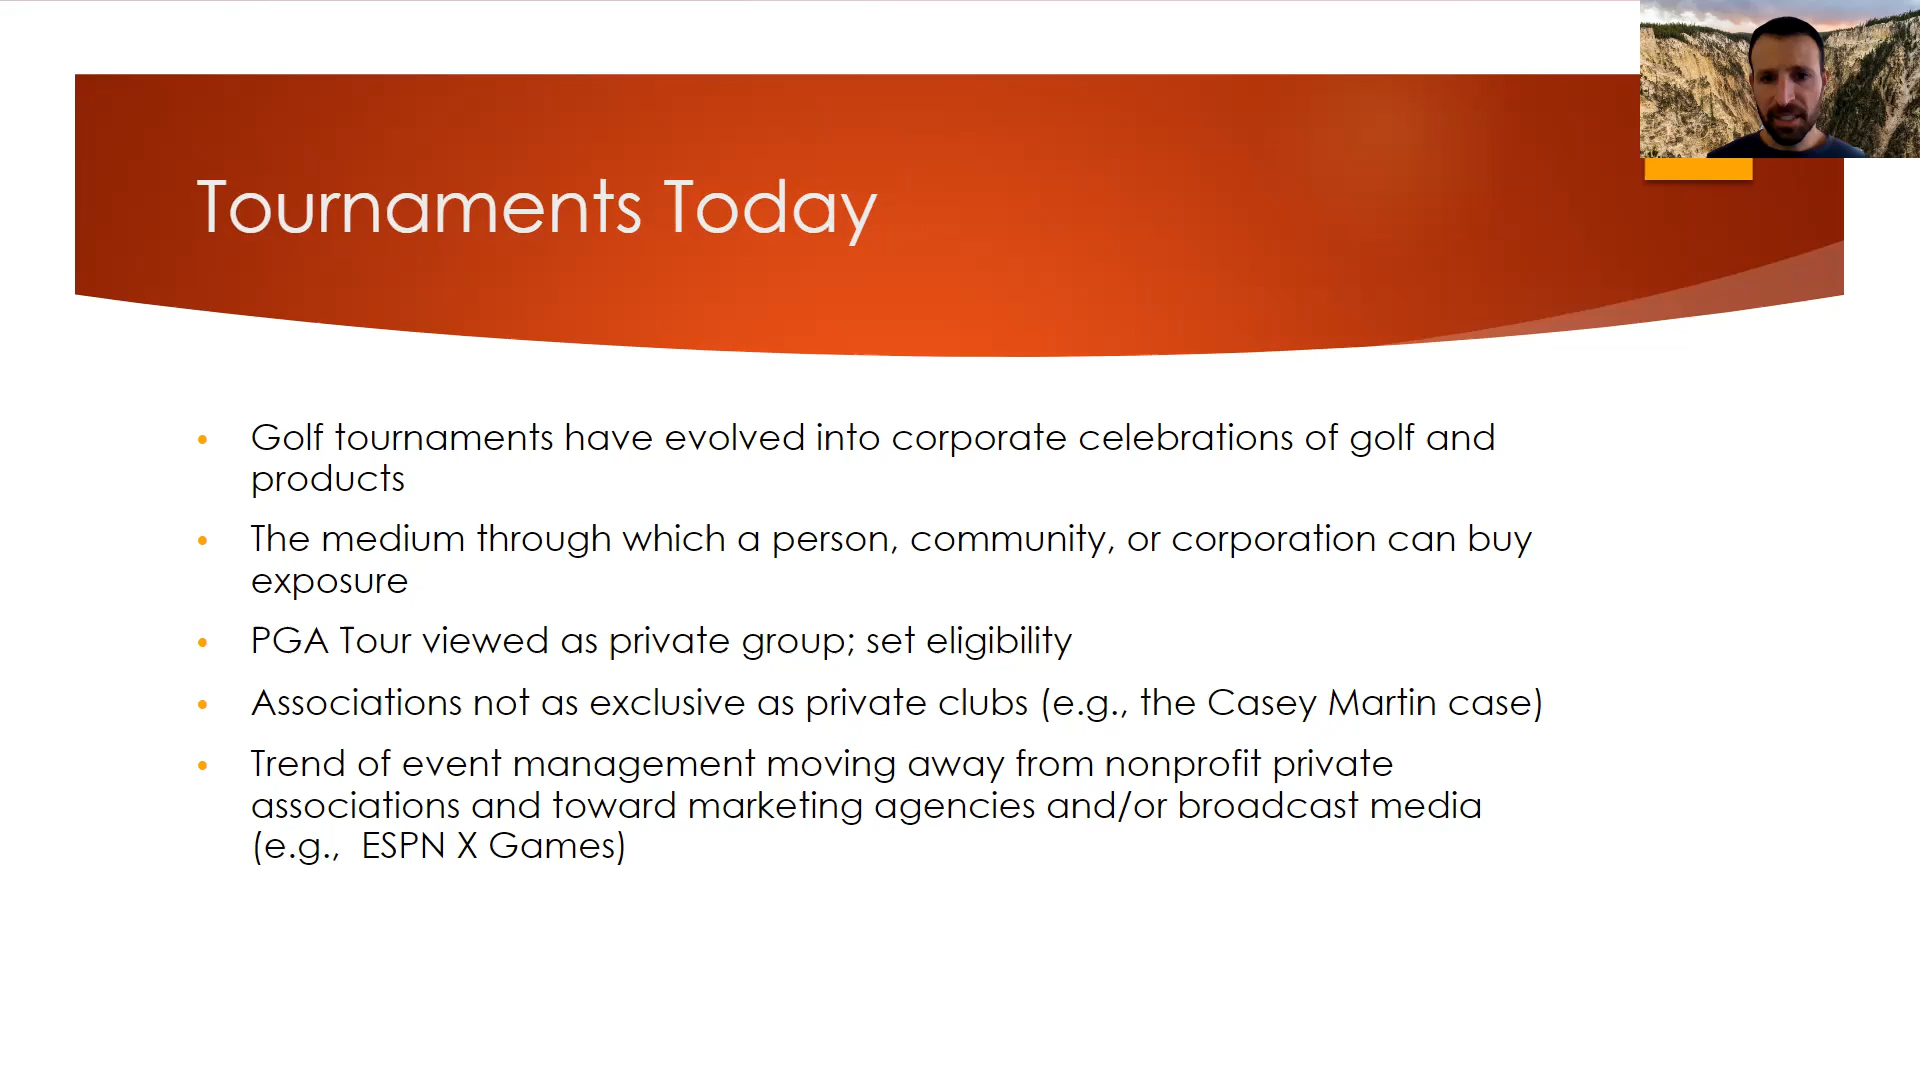 Tournaments Today
• Golf tournaments have evolved into corporate celebrations of golf and
products
• The medium through which a person, community, or corporation can buy
exposure
• PGA Tour viewed as private group; set eligibility
• Associations not as exclusive as private clubs (e.g., the Casey Martin case)
• Trend of event management moving away from nonprofit private
associations and toward marketing agencies and/or broadcast media
(e.g.,  ESPN X Games)